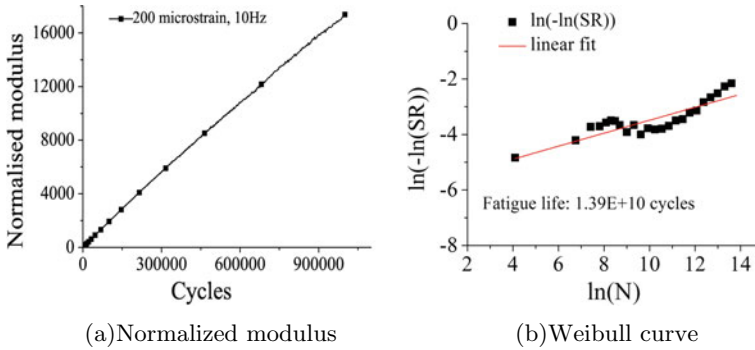 (a)
200 microstrain, 10Hz
Normalised modulus
16000
12000
8000
4000
0
0
300000
600000
900000
Cycles
(a)Normalized modulus
(b)
ln(-ln(SR))
linear fit
ln(-ln(SR))
0
-2
-4
-6
-8
Fatigue life: 1.39E+10 cycles
2
4
6
8
10
12
14
ln(N)
(b)Weibull curve